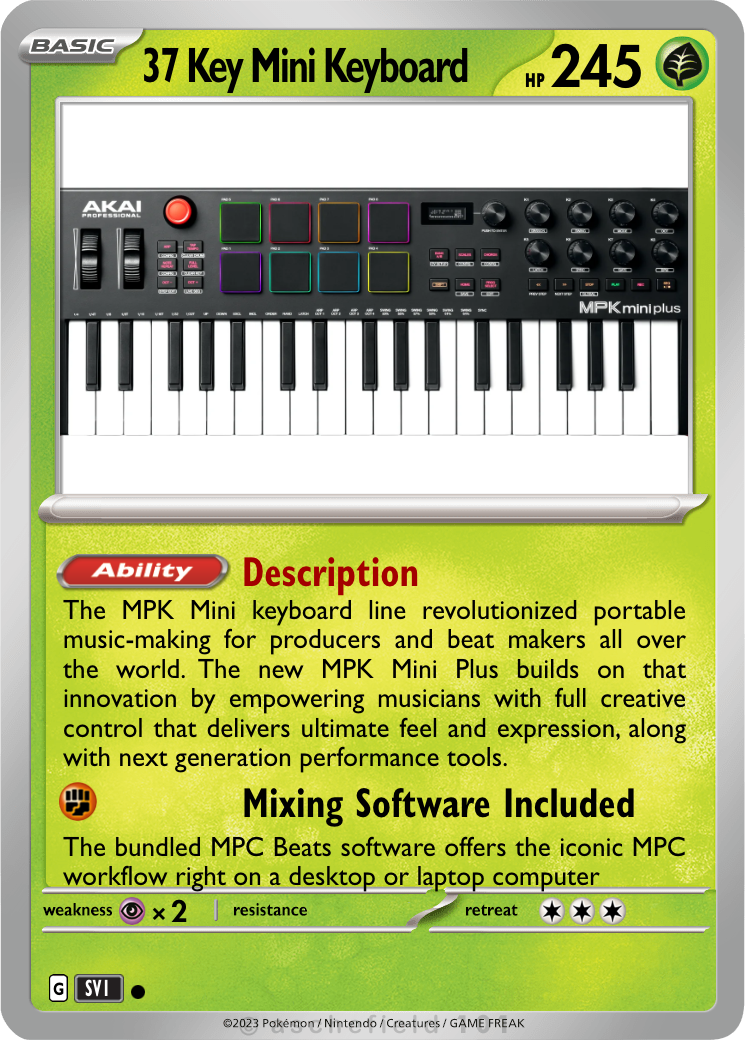 BASIC
37 Key Mini Keyboard
HP 245
AKAI
PROFESSIONAL
MPK mini plus
Ability Description
The MPK Mini keyboard line revolutionized portable
music-making for producers and beat makers all over
the world. The new MPK Mini Plus builds on that
innovation by empowering musicians with full creative
control that delivers ultimate feel and expression, along
with next generation performance tools.
Mixing Software Included
The bundled MPC Beats software offers the iconic MPC
workflow right on a desktop or laptop computer
weakness × 2 resistance retreat
G SVI
©2023 Pokémon / Nintendo / Creatures / GAME FREAK